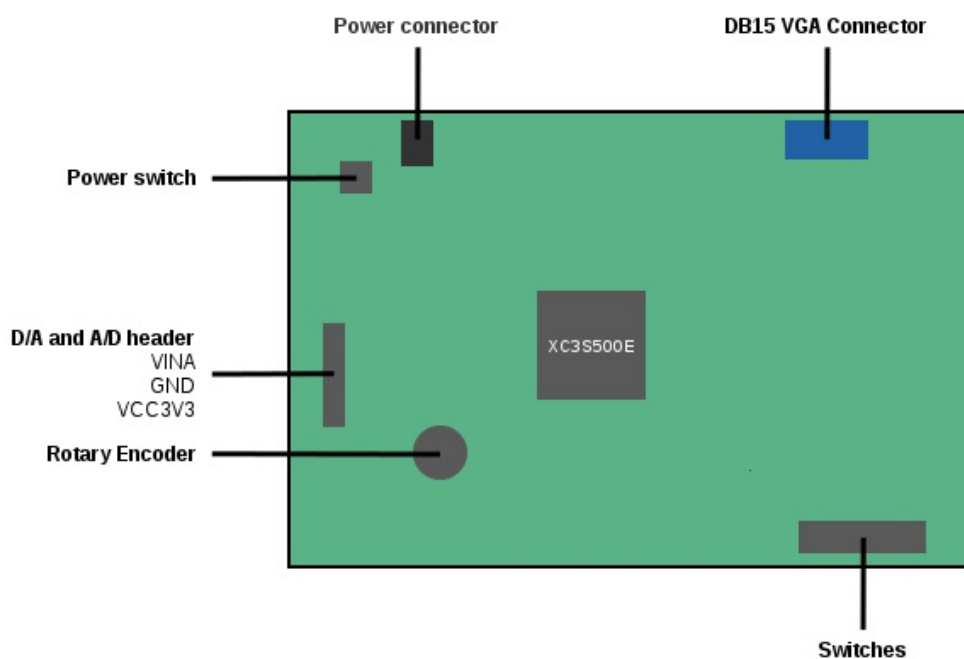 Power connector
DB15 VGA Connector
Power switch
D/A and A/D header
VINA
GND
VCC3V3
XC3S500E
Rotary Encoder
Switches